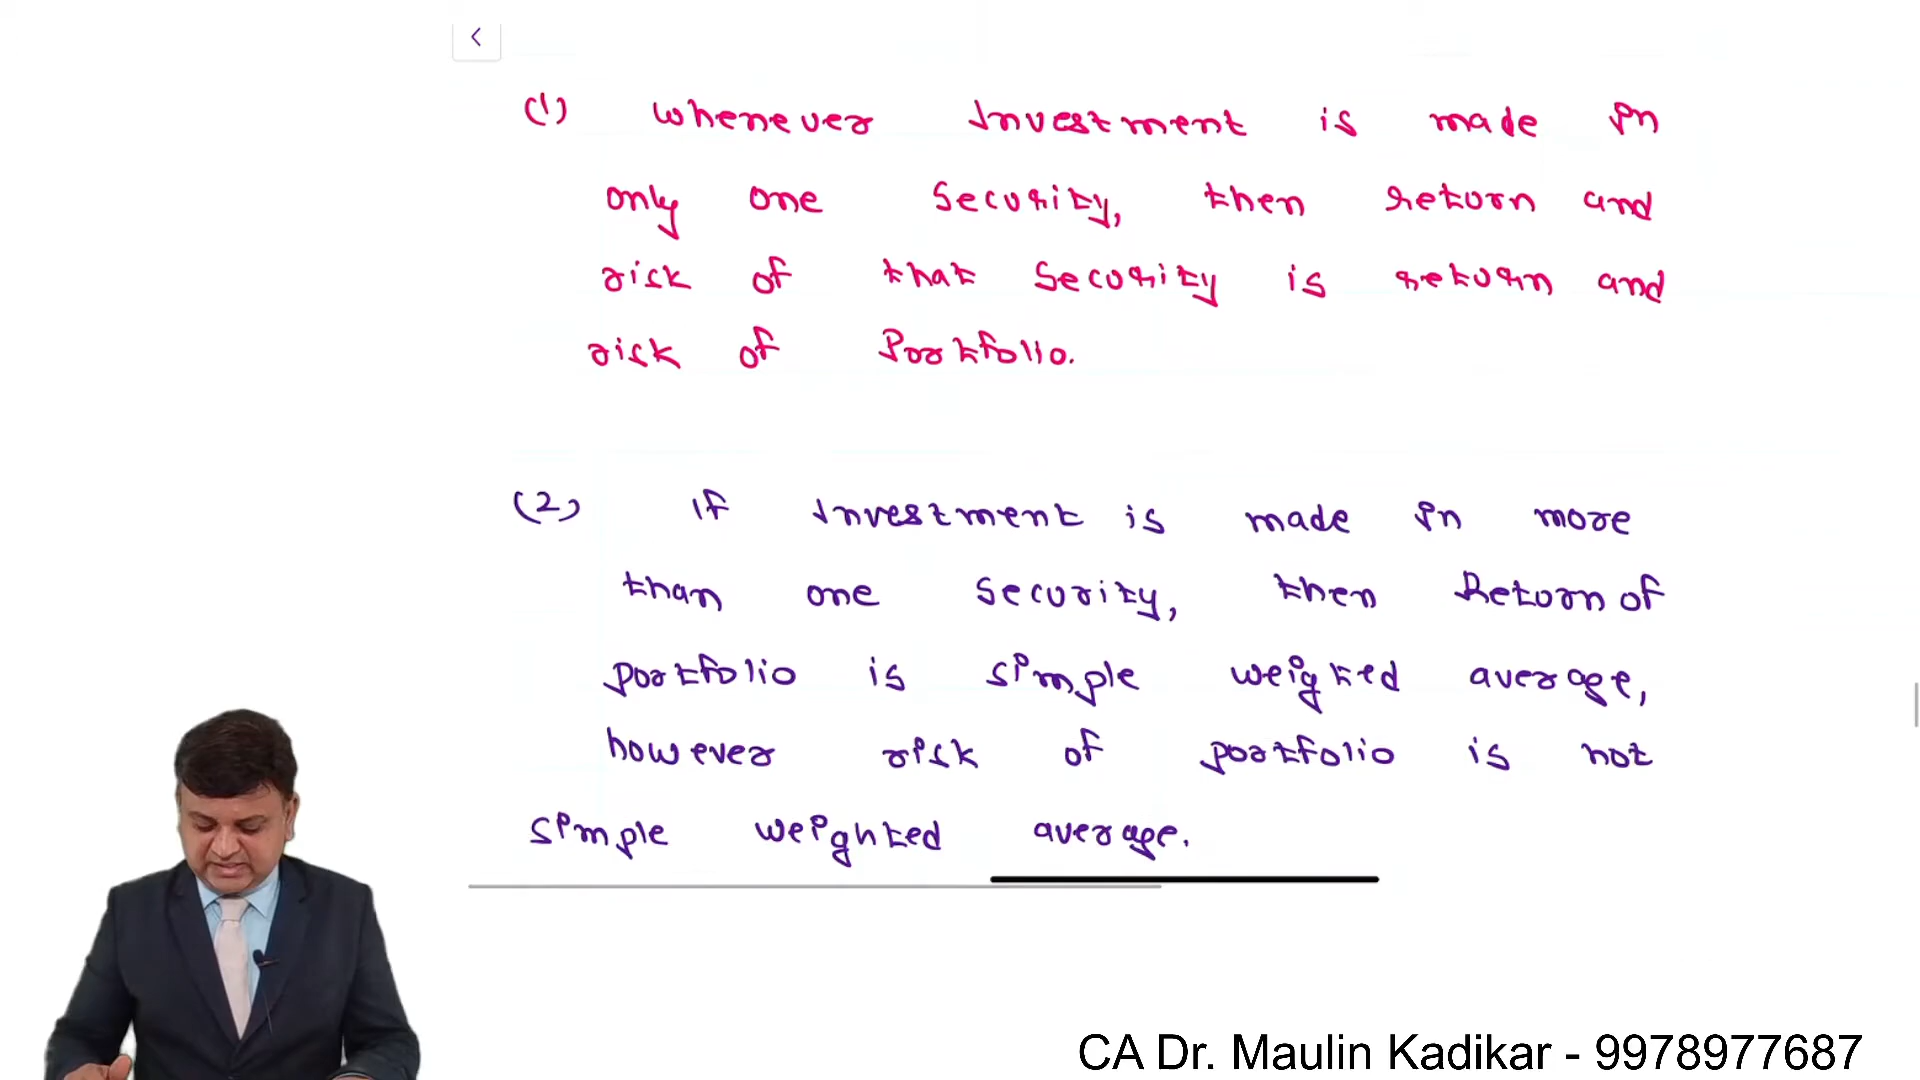 (1) Whenever Investment is made in
only one Security, then return and
risk of that Security is return and
risk of Portfolio.
(2) If Investment is made in more
than one Security, then Return of
portfolio is simple weigted average,
however risk of portfolio is not
simple weighted average.
CA Dr. Maulin Kadikar - 9978977687